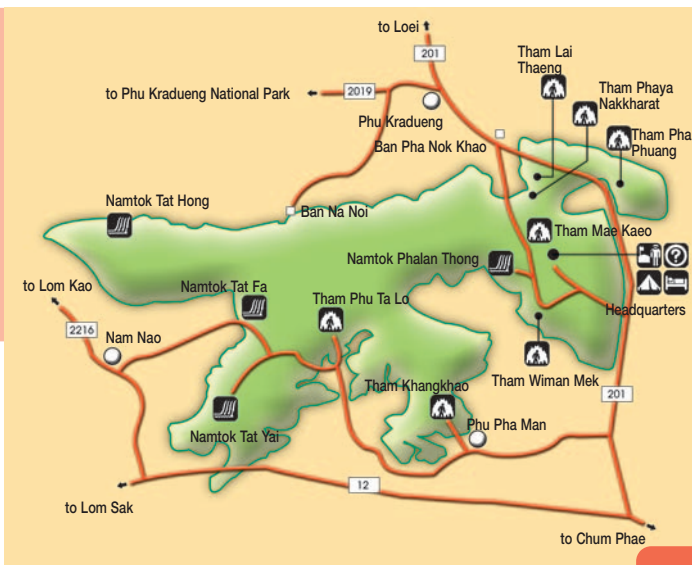 to Loei
201
Tham Lai
Thaeng
to Phu Kradueng National Park
2019
Tham Phaya
Nakkharat
Phu Kradueng
Tham Pha
Phuang
Ban Pha Nok Khao
Namtok Tat Hong
Ban Na Noi
Tham Mae Kaeo
?
Namtok Phalan Thong
to Lom Kao
Namtok Tat Fa
Tham Phu Ta Lo
Headquarters
2216
Nam Nao
Tham Wiman Mek
Tham Khangkhao
201
Phu Pha Man
Namtok Tat Yai
12
to Lom Sak
to Chum Phae